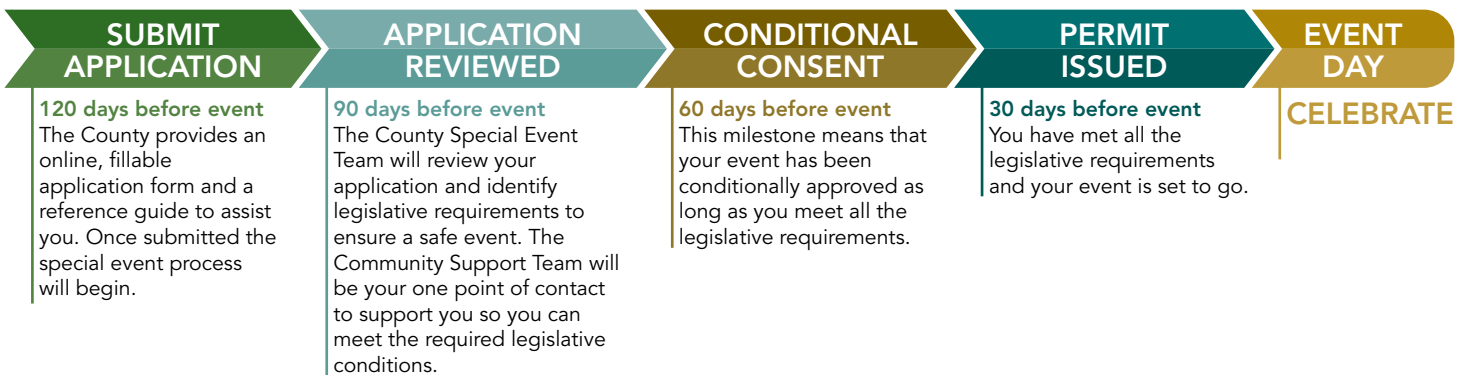 SUBMIT
APPLICATION
120 days before event
The County provides an
online, fillable
application form and a
reference guide to assist
you. Once submitted the
special event process
will begin.
APPLICATION
REVIEWED
90 days before event
The County Special Event
Team will review your
application and identify
legislative requirements to
ensure a safe event. The
Community Support Team will
be your one point of contact
to support you so you can
meet the required legislative
conditions.
CONDITIONAL
CONSENT
60 days before event
This milestone means that
your event has been
conditionally approved as
long as you meet all the
legislative requirements.
PERMIT
ISSUED
30 days before event
You have met all the
legislative requirements
and your event is set to go.
EVENT
DAY
CELEBRATE